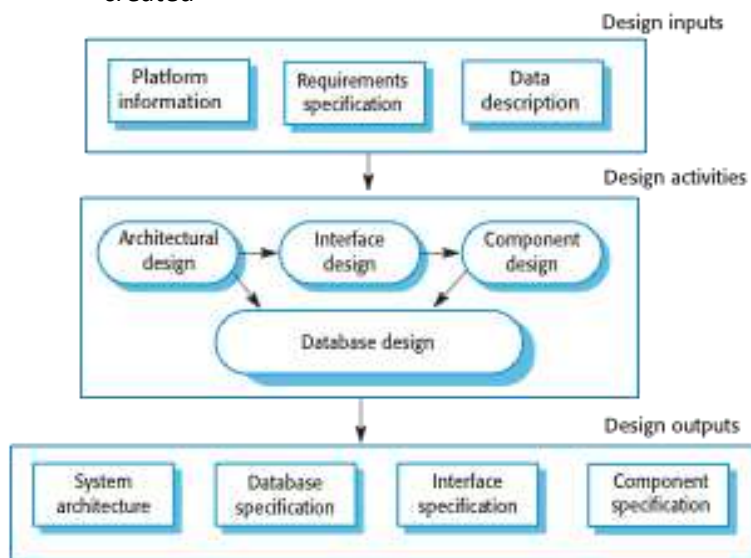 created
Design inputs
Platform
information
Requirements
specification
Data
description
Design activities
Architectural
design
Interface
design
Component
design
Database design
Design outputs
System
architecture
Database
specification
Interface
specification
Component
specification